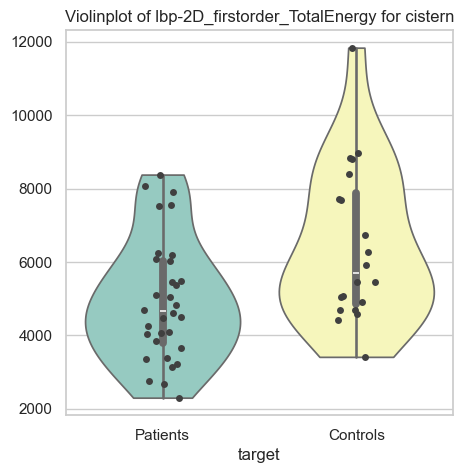 Violinplot of lbp-2D_firstorder_TotalEnergy for cistern
12000
10000
8000
6000
4000
2000
Patients
Controls
target